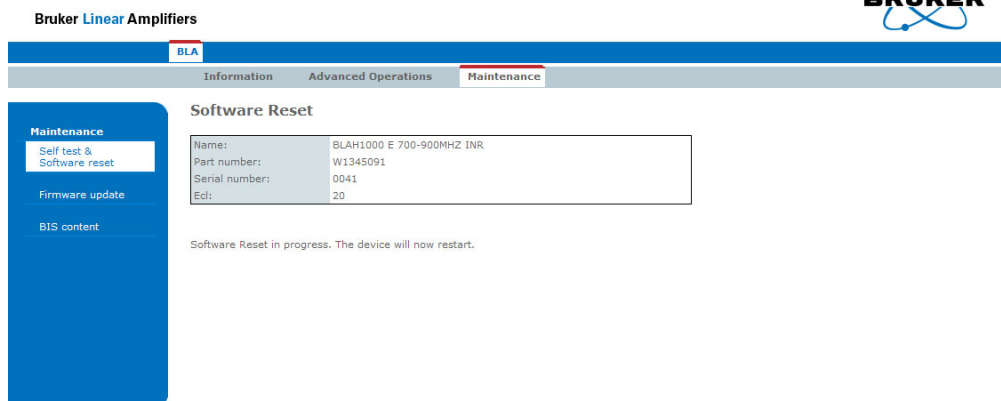 Bruker Linear Amplifiers
BRUKER
BLA
Information Advanced Operations Maintenance
Software Reset
Maintenance
Self test &
Software reset
Firmware update
BIS content
Name: BLAH1000 E 700-900MHZ INR
Part number: W1345091
Serial number: 0041
Ecl: 20
Software Reset in progress. The device will now restart.